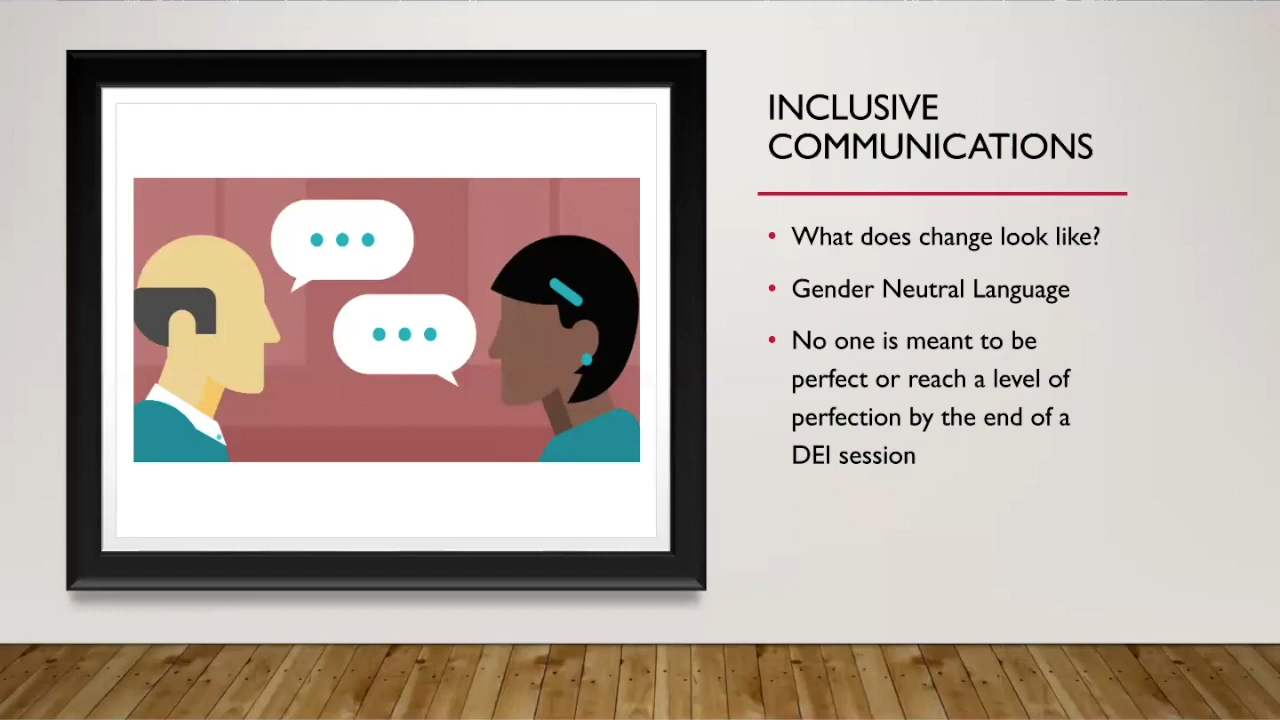 INCLUSIVE
COMMUNICATIONS
• What does change look like?
• Gender Neutral Language
• No one is meant to be
perfect or reach a level of
perfection by the end of a
DEI session